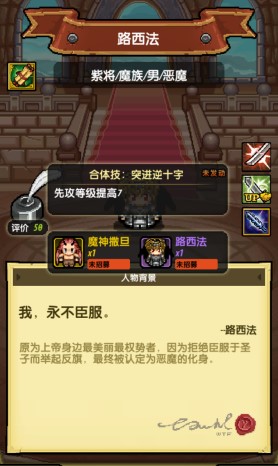 路西法
紫将/魔族/男/恶魔
合体技：突进逆十字
未发动
先攻等级提高7
UP
评价 50
魔神撒旦
x1
未招募
路西法
x1
未招募
人物背景
我，永不臣服。
-路西法
原为上帝身边最美丽最权势者，因为拒绝臣服于圣
子而举起反旗，最终被认定为恶魔的化身。